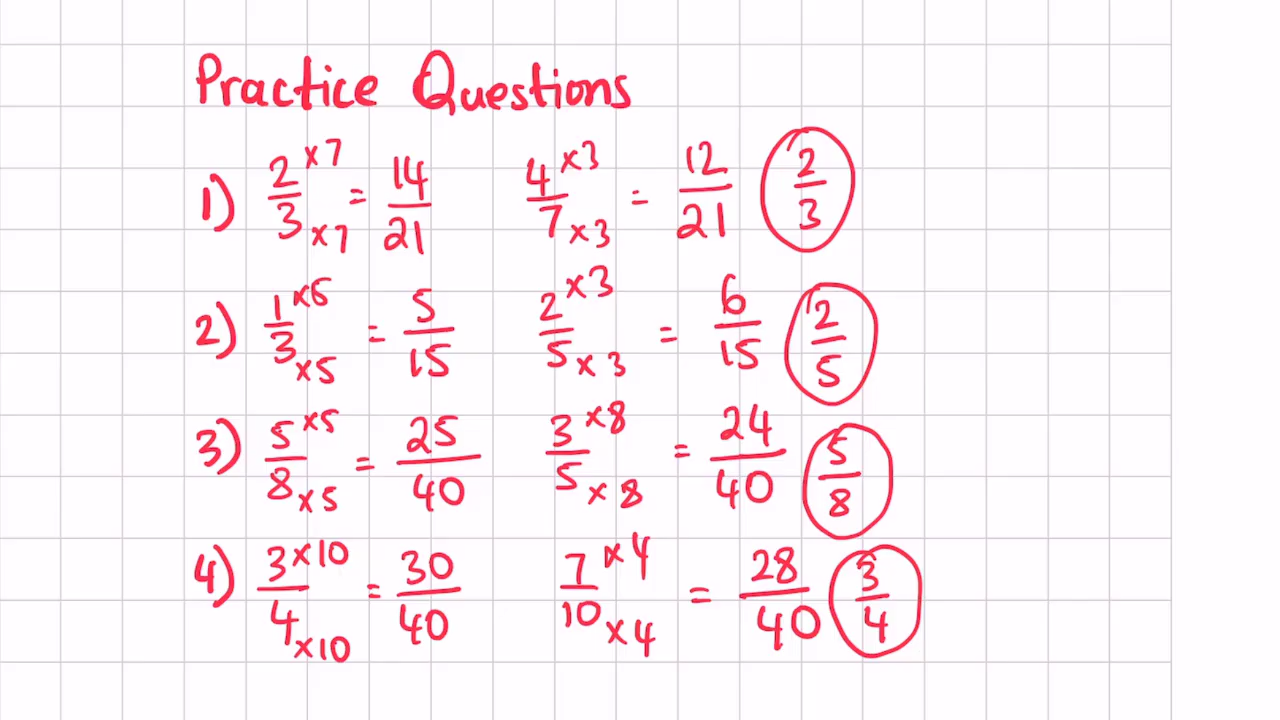 Practice Questions
1) 2/3 ×7 ×7 = 14/21 4/7 ×3 ×3 = 12/21 2/3
2) 1/3 ×6 ×5 = 5/15 2/5 ×3 ×3 = 6/15 2/5
3) 5/8 ×5 ×5 = 25/40 3/5 ×8 ×8 = 24/40 5/8
4) 3/4 ×10 ×10 = 30/40 7/10 ×4 ×4 = 28/40 3/4